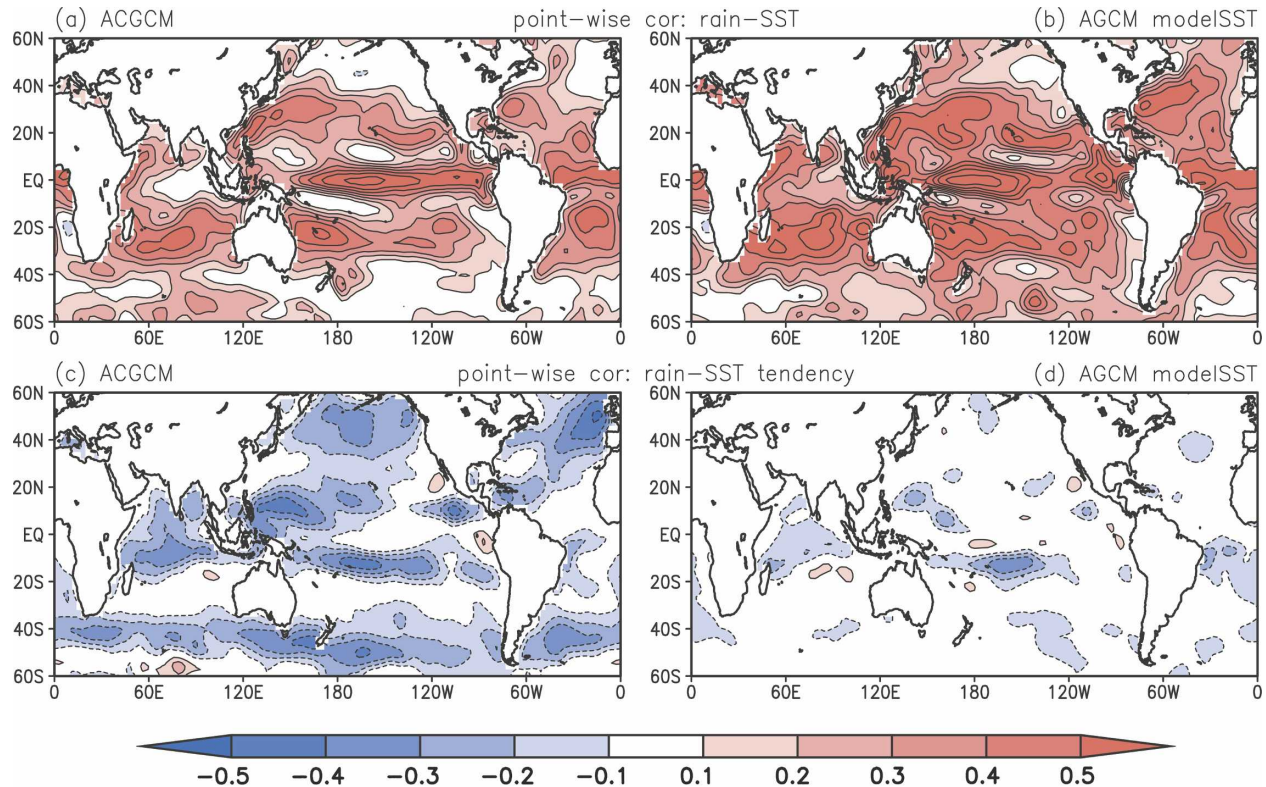 (a) ACGCM point-wise cor: rain-SST (b) AGCM modelSST
60N
40N
20N
EQ
20S
40S
60S
0 60E 120E 180 120W 60W 0
60N
40N
20N
EQ
20S
40S
60S
0 60E 120E 180 120W 60W 0
(c) ACGCM point-wise cor: rain-SST tendency (d) AGCM modelSST
60N
40N
20N
EQ
20S
40S
60S
0 60E 120E 180 120W 60W 0
60N
40N
20N
EQ
20S
40S
60S
0 60E 120E 180 120W 60W 0
-0.5 -0.4 -0.3 -0.2 -0.1 0.1 0.2 0.3 0.4 0.5